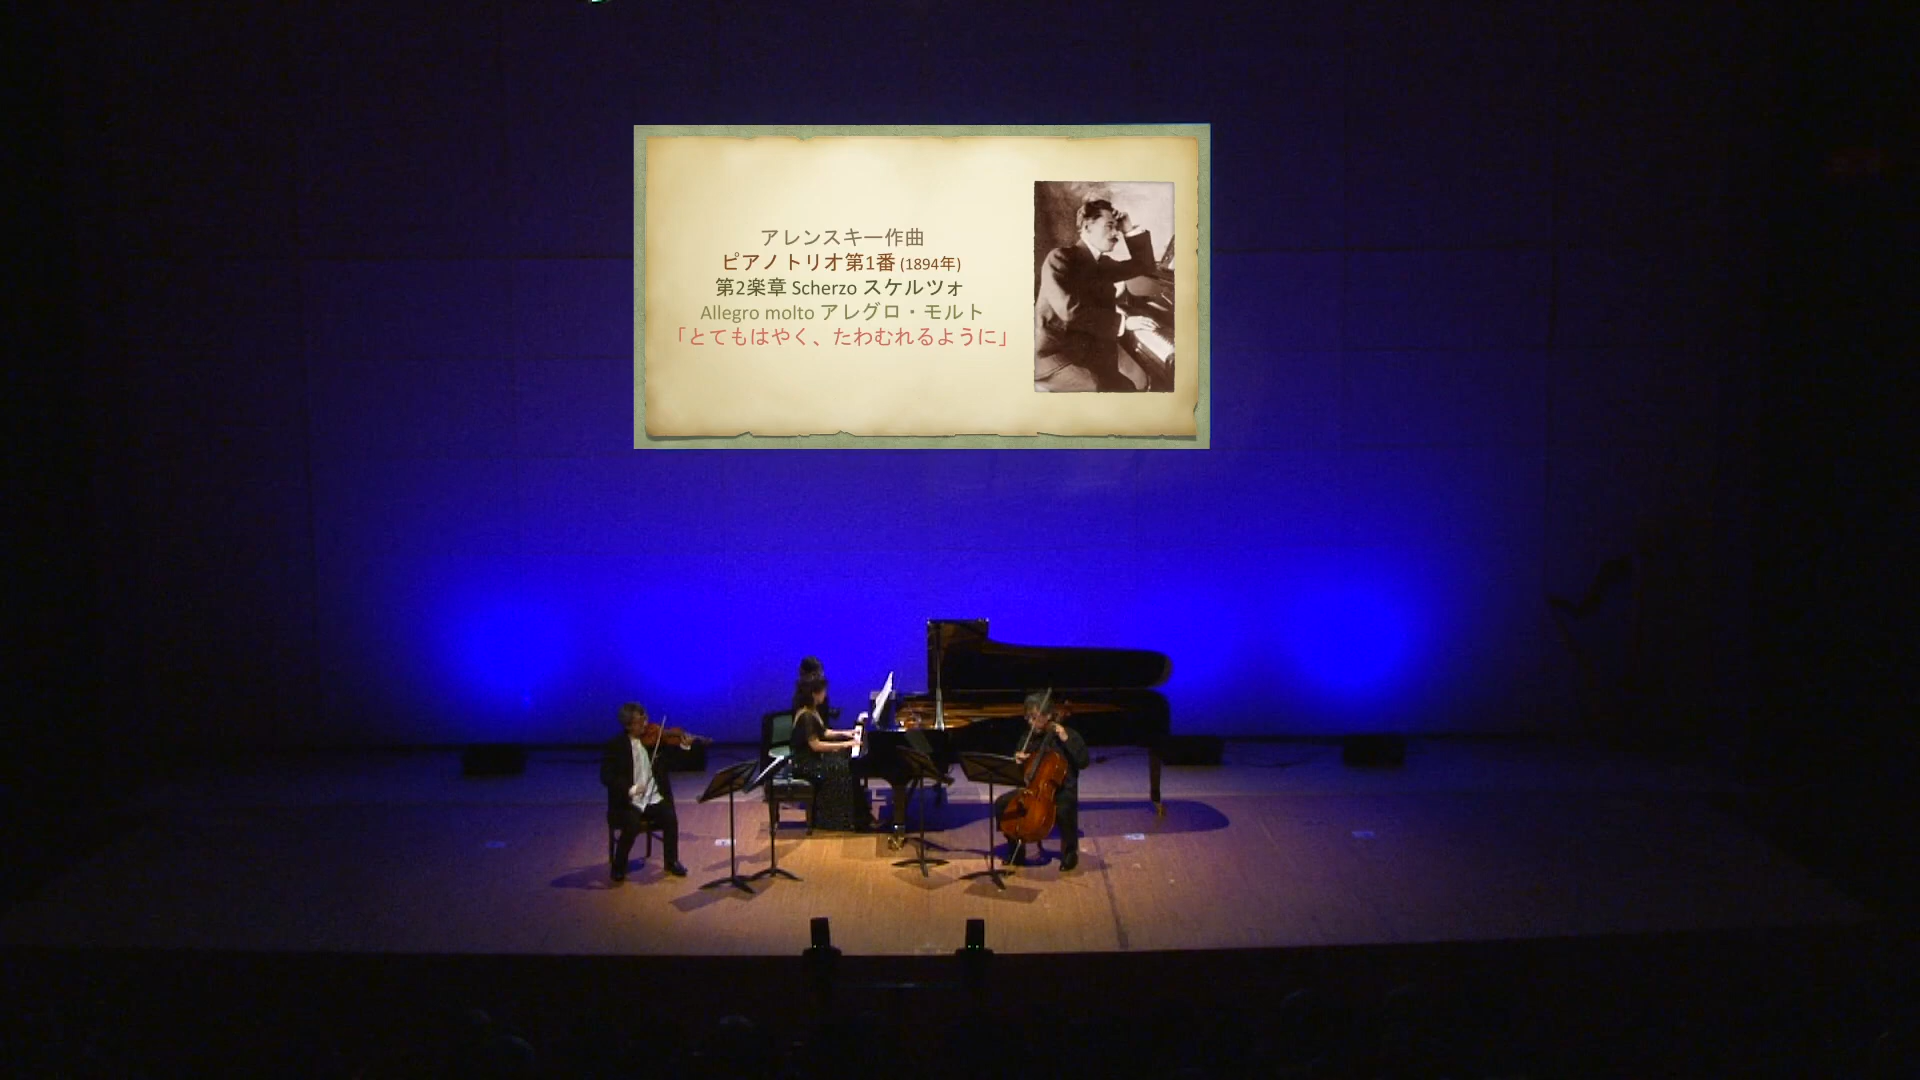 アレンスキー作曲
ピアノトリオ第1番 (1894年)
第2楽章 Scherzo スケルツォ
Allegro molto アレグロ・モルト
「とてもはやく、たわむれるように」